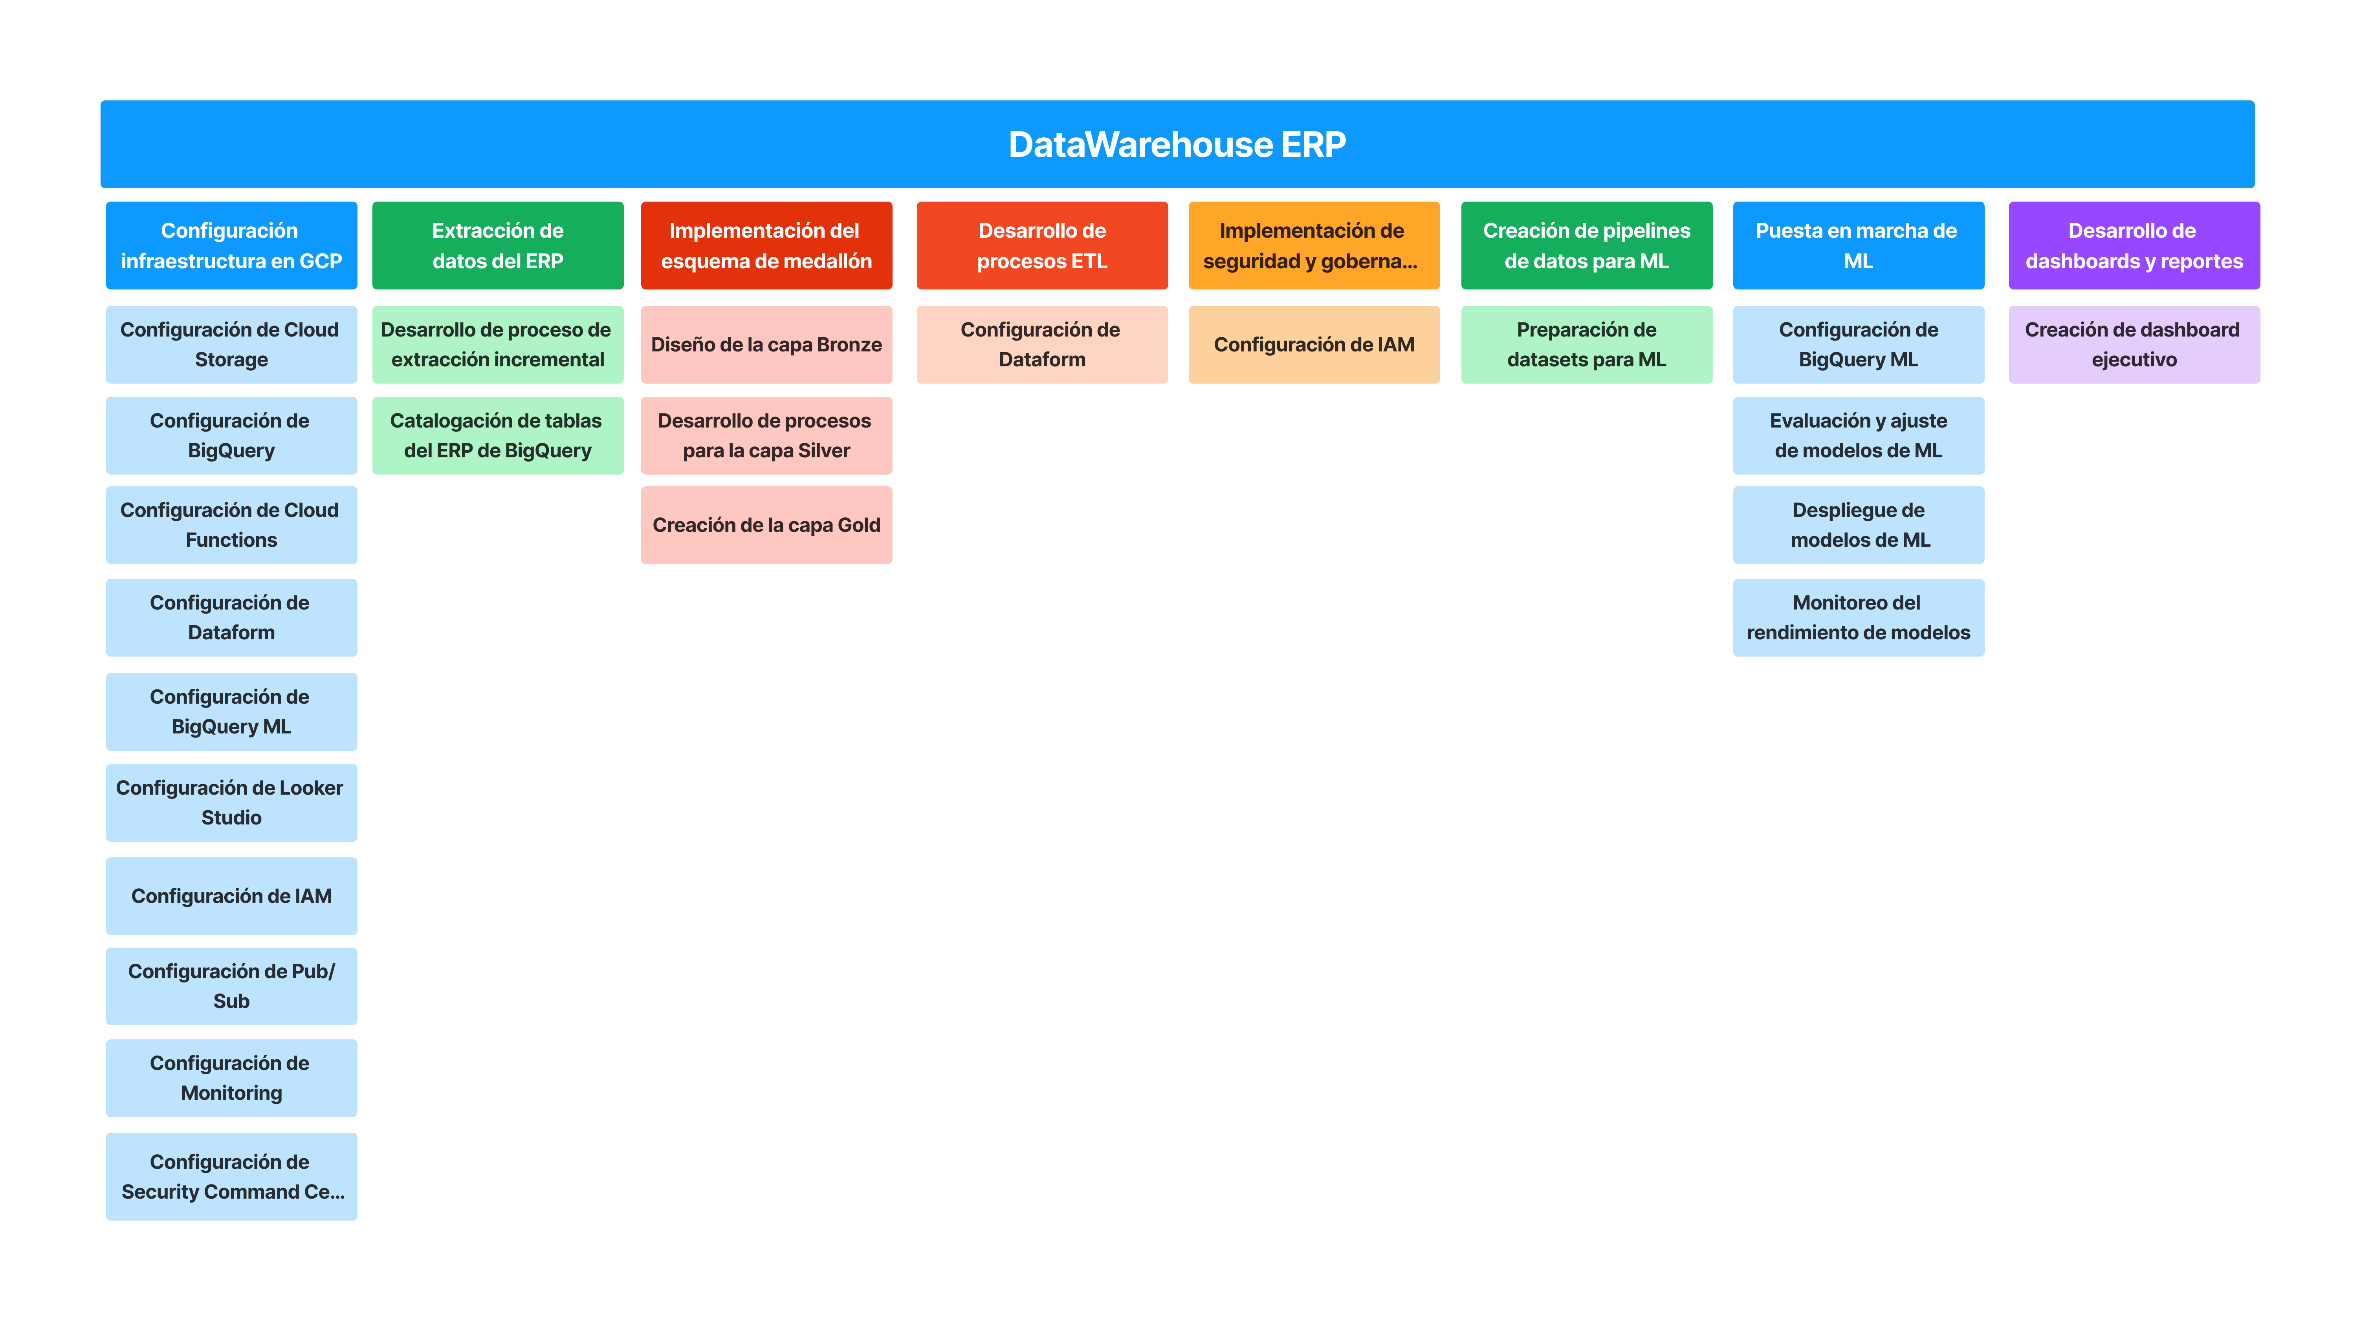 DataWarehouse ERP
Configuración
infraestructura en GCP
Configuración de Cloud
Storage
Configuración de
BigQuery
Configuración de Cloud
Functions
Configuración de
Dataform
Configuración de
BigQuery ML
Configuración de Looker
Studio
Configuración de IAM
Configuración de Pub/
Sub
Configuración de
Monitoring
Configuración de
Security Command Ce...
Extracción de
datos del ERP
Desarrollo de proceso de
extracción incremental
Catalogación de tablas
del ERP de BigQuery
Implementación del
esquema de medallón
Diseño de la capa Bronze
Desarrollo de procesos
para la capa Silver
Creación de la capa Gold
Desarrollo de
procesos ETL
Configuración de
Dataform
Implementación de
seguridad y goberna...
Configuración de IAM
Creación de pipelines
de datos para ML
Preparación de
datasets para ML
Puesta en marcha de
ML
Configuración de
BigQuery ML
Evaluación y ajuste
de modelos de ML
Despliegue de
modelos de ML
Monitoreo del
rendimiento de modelos
Desarrollo de
dashboards y reportes
Creación de dashboard
ejecutivo